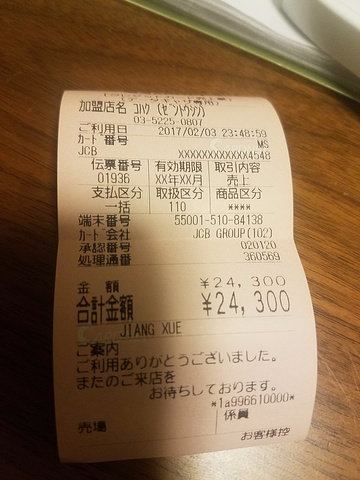 加盟店名 コハク (ゼントウジ)
03-5225-0807
ご利用日 2017/02/03 23:48:59
カード番号 MS
JCB XXXXXXXXXXXX4548
伝票番号 有効期限 取引内容
01936 XX年XX月 売上
支払区分 取扱区分 商品区分
一括 110 ****
端末番号 55001-510-84138
カード会社 JCB GROUP(102)
承認番号 020120
処理通番 360569
金 額 ¥24,300
合計金額 ¥24,300
JIANG XUE
ご案内
ご利用ありがとうございました。
またのご来店を
お待ちしております。
*1a996610000*
係員
売場
お客様控